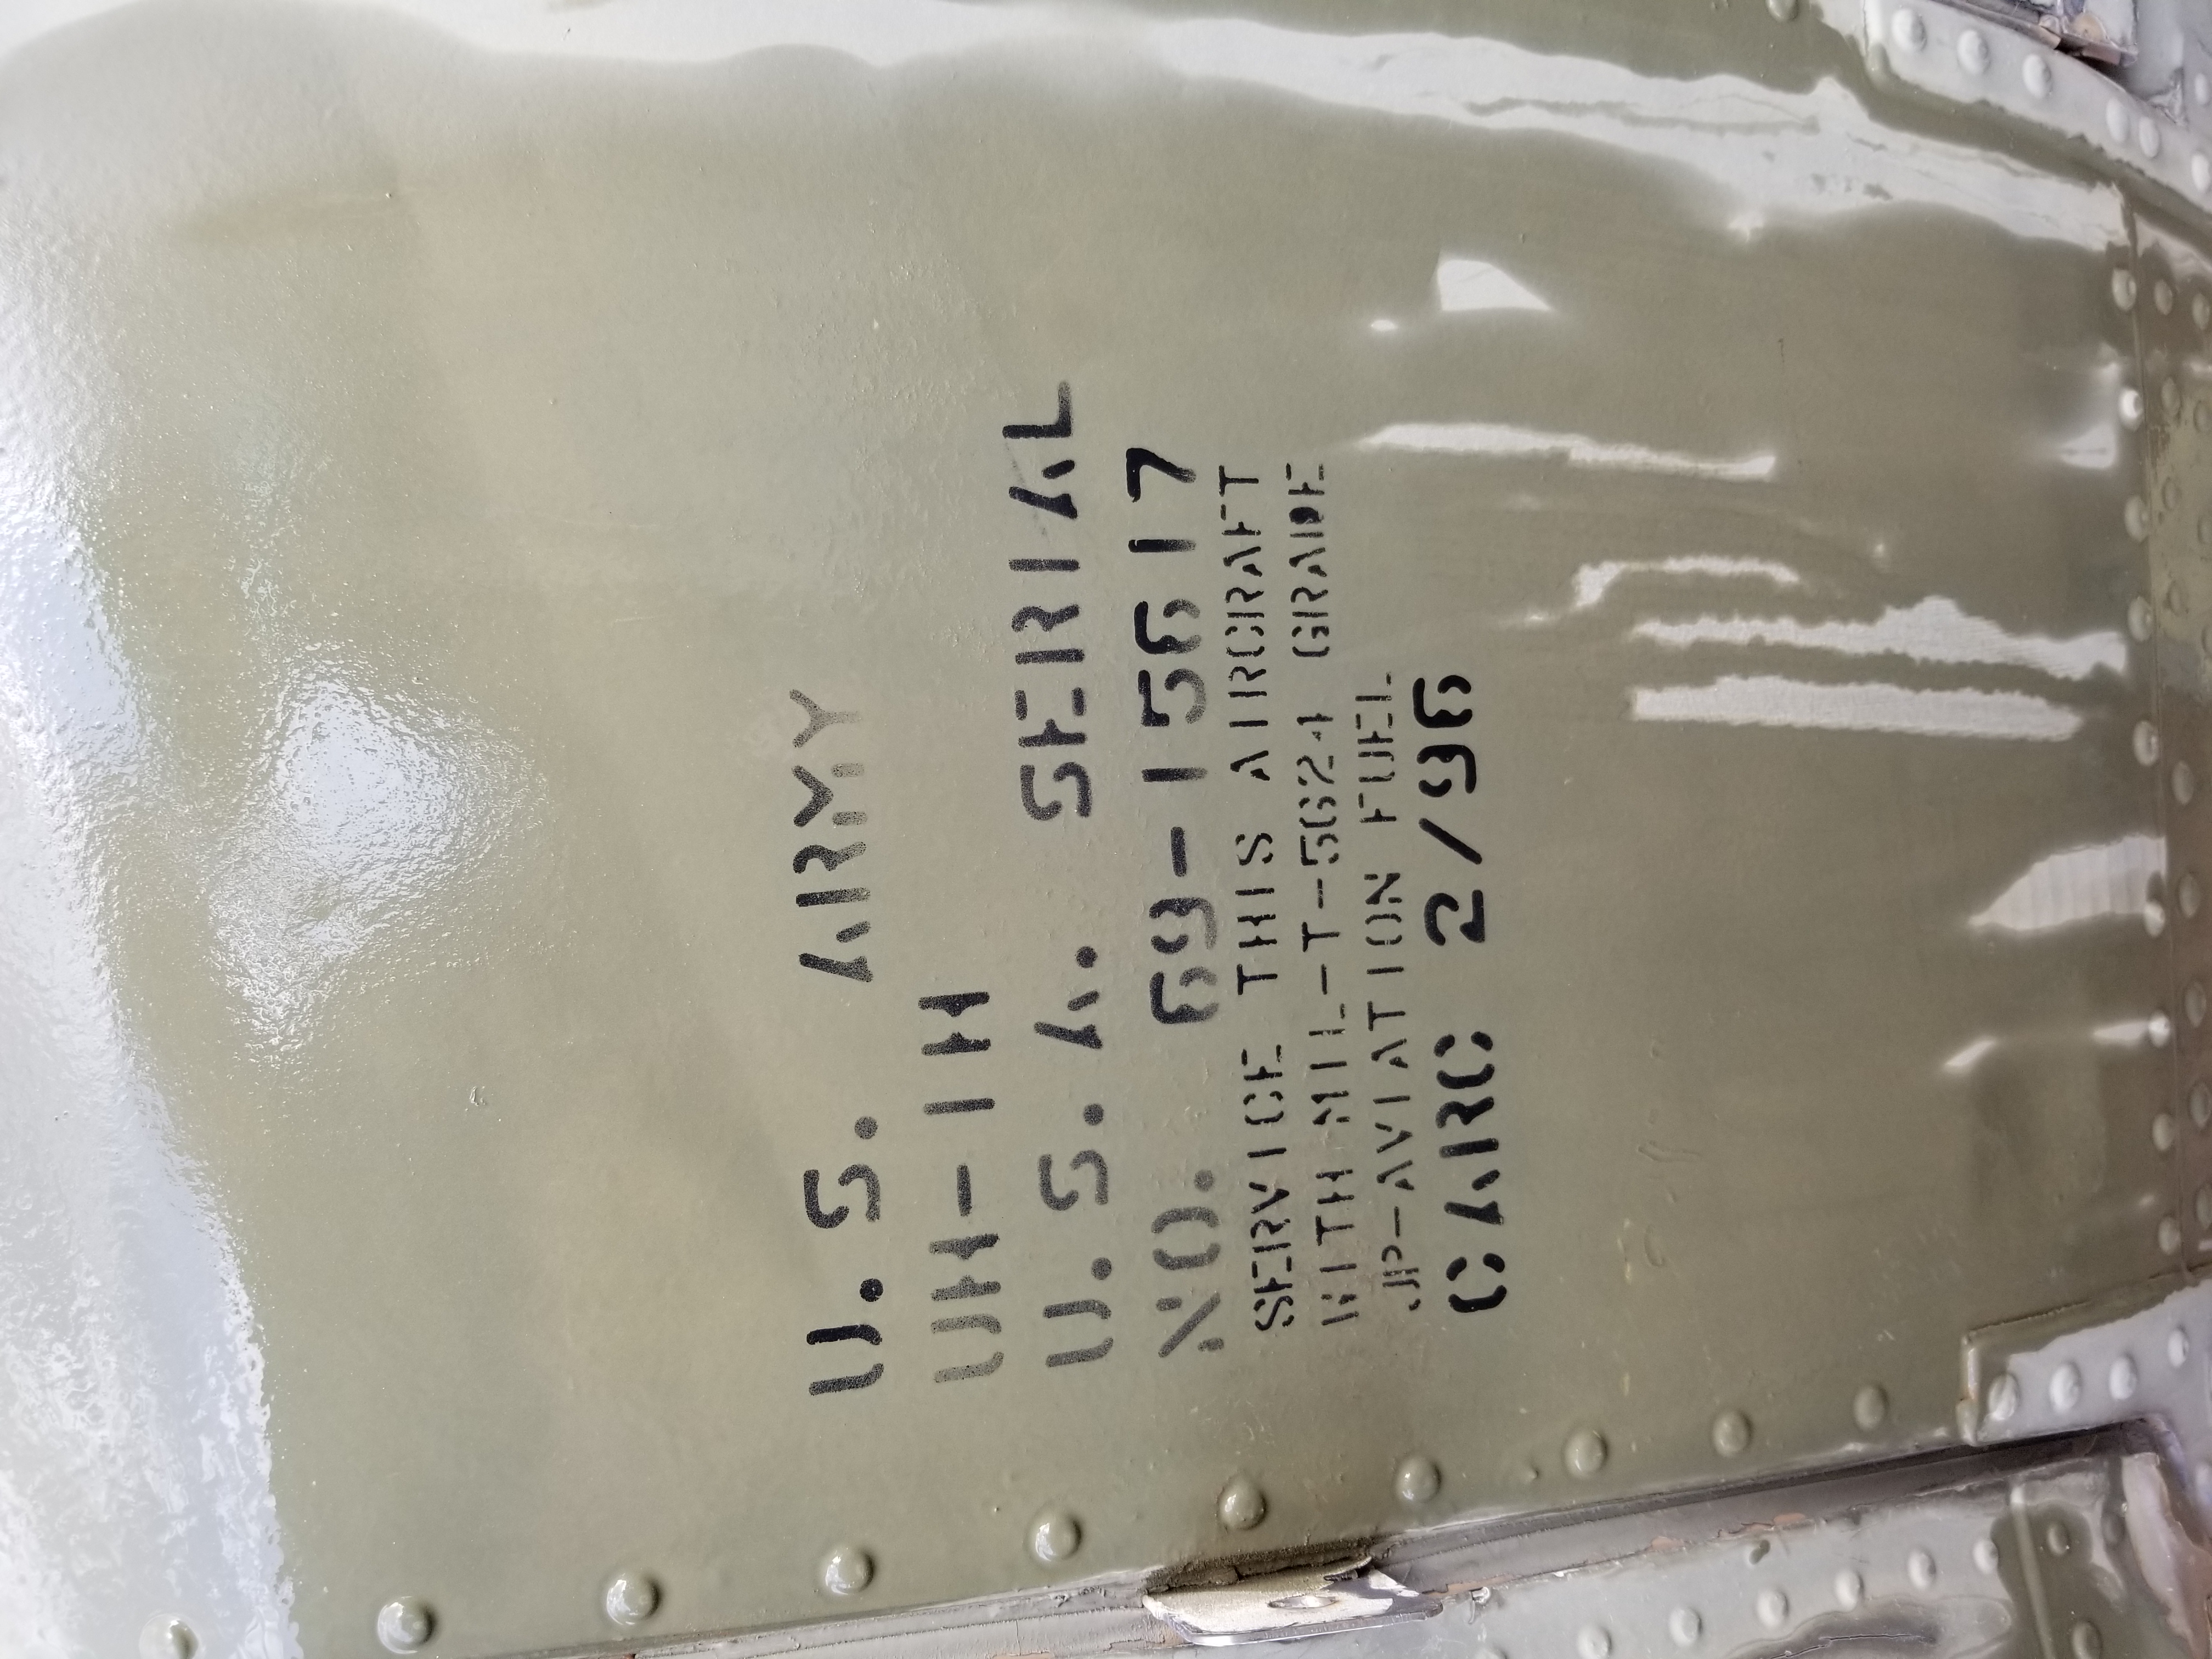 U.S. ARMY
UH-1H
U.S.A. SERIAL
NO. 69-15617
SERVICE THIS AIRCRAFT
WITH MIL-T-5624 GRADE
JP-AVIATION FUEL
CARC 2/96